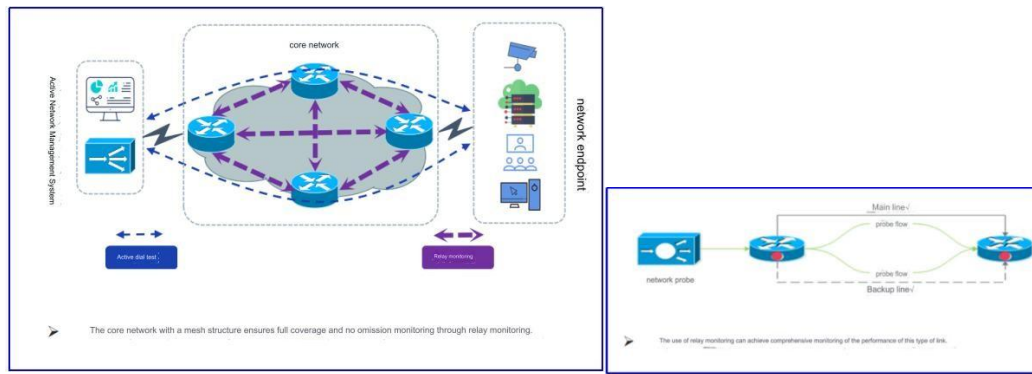 core network
Active Network Management System
network endpoint
Active dial test .
Relay monitoring
The core network with a mesh structure ensures full coverage and no omission monitoring through relay monitoring.
Main line√
probe flow
network probe
probe flow
Backup line√
The use of relay monitoring can achieve comprehensive monitoring of the performance of this type of link.